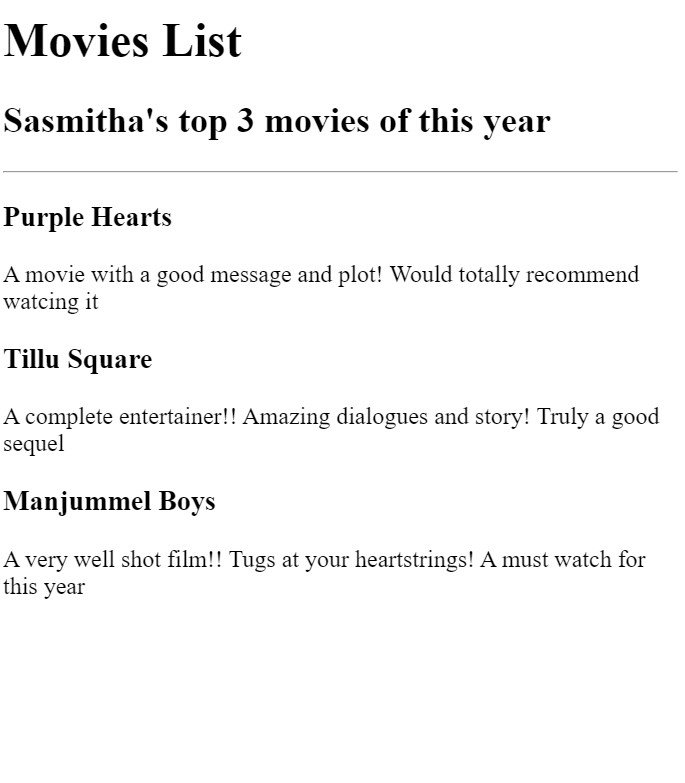 Movies List
Sasmitha's top 3 movies of this year
Purple Hearts
A movie with a good message and plot! Would totally recommend
watcing it
Tillu Square
A complete entertainer!! Amazing dialogues and story! Truly a good
sequel
Manjummel Boys
A very well shot film!! Tugs at your heartstrings! A must watch for
this year